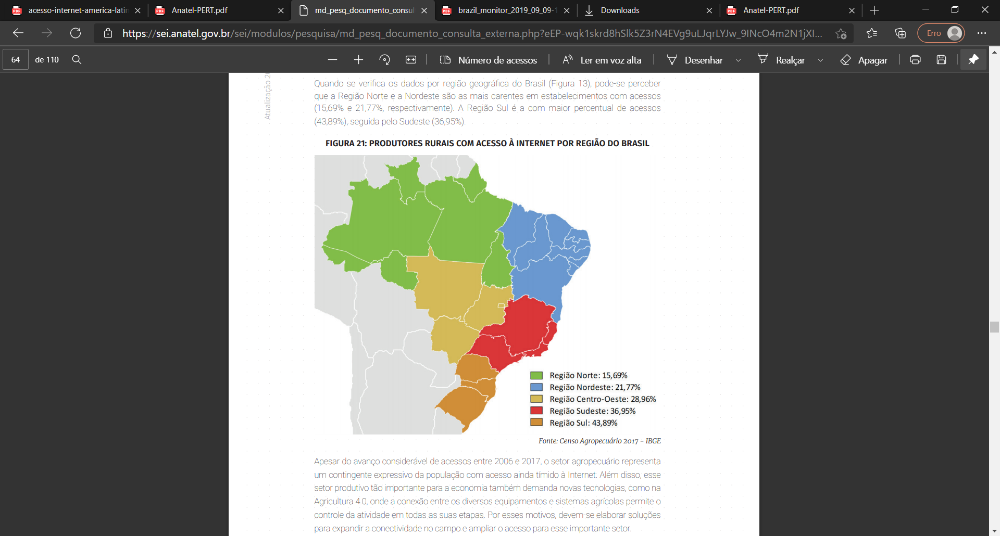 acesso-internet-america-latin
Anatel-PERT.pdf
md_pesq_documento_consul
brazil_monitor_2019_09_09-1
Downloads
Anatel-PERT.pdf
https://sei.anatel.gov.br/sei/modulos/pesquisa/md_pesq_documento_consulta_externa.php?eEP-wqk1skrd8hSlk5Z3rN4EVg9uLJqrLYJw_9INcO4m2N1jXI...
Erro
64 de 110
Número de acessos
Ler em voz alta
Desenhar
Realçar
Apagar
Atualização 20
Quando se verifica os dados por região geográfica do Brasil (Figura 13), pode-se perceber
que a Região Norte e a Nordeste são as mais carentes em estabelecimentos com acessos
(15,69% e 21,77%, respectivamente). A Região Sul é a com maior percentual de acessos
(43,89%), seguida pelo Sudeste (36,95%).
FIGURA 21: PRODUTORES RURAIS COM ACESSO À INTERNET POR REGIÃO DO BRASIL
Região Norte: 15,69%
Região Nordeste: 21,77%
Região Centro-Oeste: 28,96%
Região Sudeste: 36,95%
Região Sul: 43,89%
Fonte: Censo Agropecuário 2017 - IBGE
Apesar do avanço considerável de acessos entre 2006 e 2017, o setor agropecuário representa
um contingente expressivo da população com acesso ainda tímido à Internet. Além disso, esse
setor produtivo tão importante para a economia também demanda novas tecnologias, como na
Agricultura 4.0, onde a conexão entre os diversos equipamentos e sistemas agrícolas permite o
controle da atividade em todas as suas etapas. Por esses motivos, devem-se elaborar soluções
para expandir a conectividade no campo e ampliar o acesso para esse importante setor.